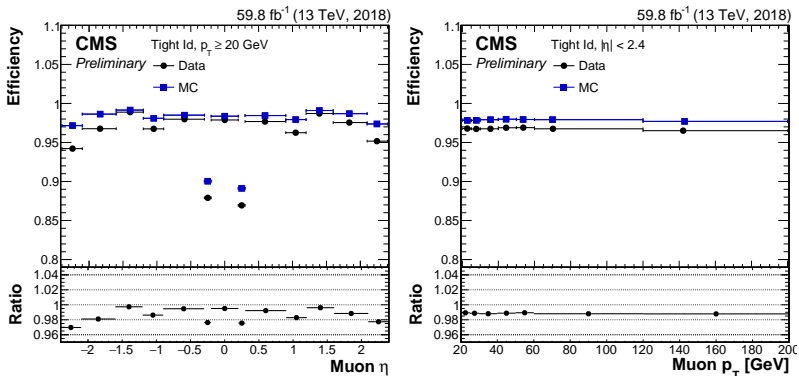 59.8 fb⁻¹ (13 TeV, 2018)
Efficiency
1.1
1.05
1
0.95
0.9
0.85
0.8
CMS
Preliminary
Tight Id, p_T ≥ 20 GeV
Data
MC
Ratio
1.04
1.02
1
0.98
0.96
−2 −1.5 −1 −0.5 0 0.5 1 1.5 2
Muon η
59.8 fb⁻¹ (13 TeV, 2018)
Efficiency
1.1
1.05
1
0.95
0.9
0.85
0.8
CMS
Preliminary
Tight Id, |η| < 2.4
Data
MC
Ratio
1.04
1.02
1
0.98
0.96
20 40 60 80 100 120 140 160 180 200
Muon p_T [GeV]